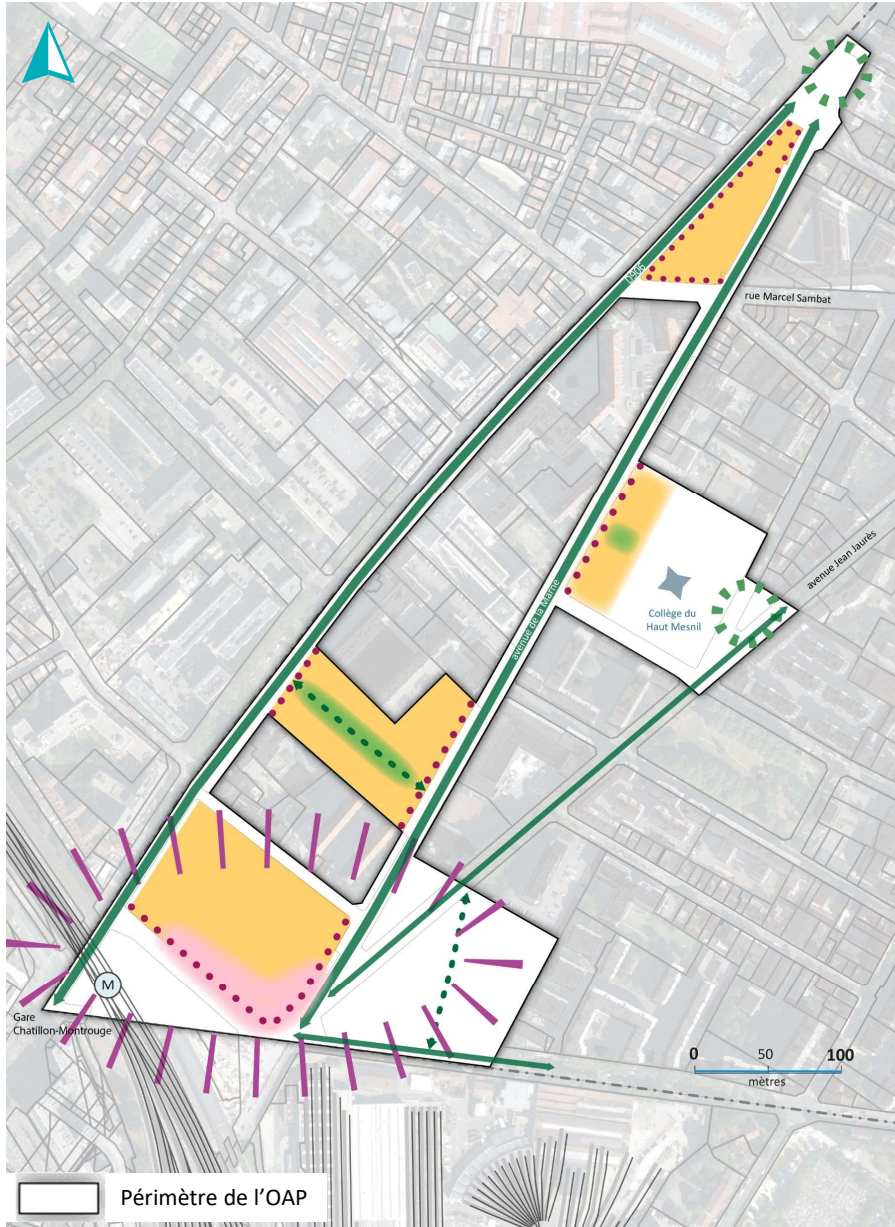 D906
rue Marcel Sambat
avenue Jean Jaurès
avenue de la Marne
Collège du
Haut Mesnil
M
Gare
Chatillon-Montrouge
0 50 100
mètres
Périmètre de l'OAP